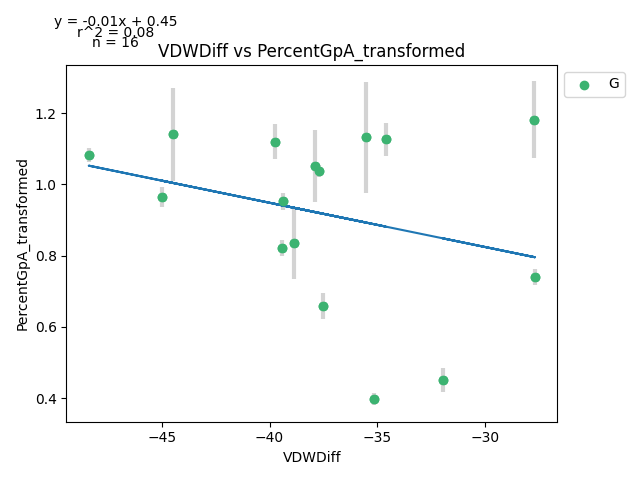 y = -0.01x + 0.45
r^2 = 0.08
n = 16
VDWDiff vs PercentGpA_transformed
G
PercentGpA_transformed
1.2
1.0
0.8
0.6
0.4
−45
−40
−35
−30
VDWDiff